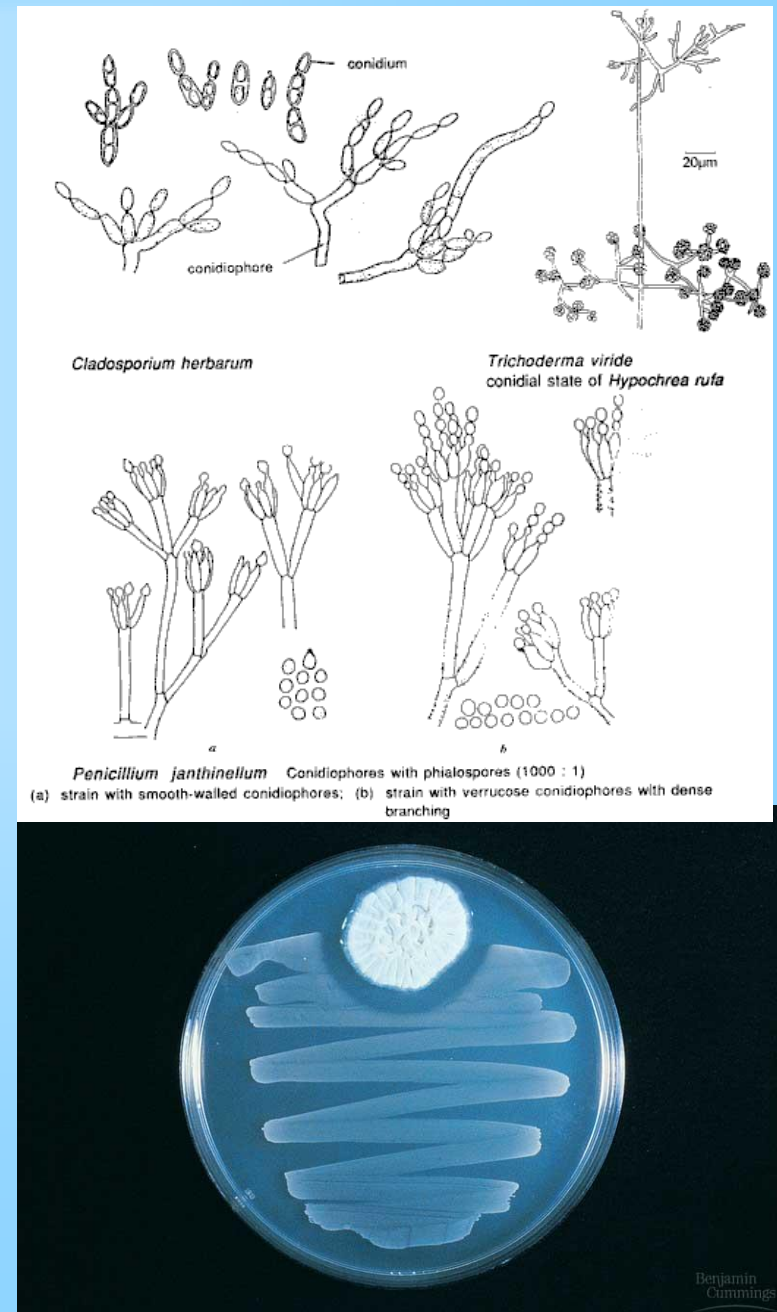 conidium
20µm
conidiophore
Cladosporium herbarum
Trichoderma viride
conidial state of Hypochrea rufa
a
b
Penicillium janthinellum Conidiophores with phialospores (1000 : 1)
(a) strain with smooth-walled conidiophores; (b) strain with verrucose conidiophores with dense
branching
Benjamin
Cummings